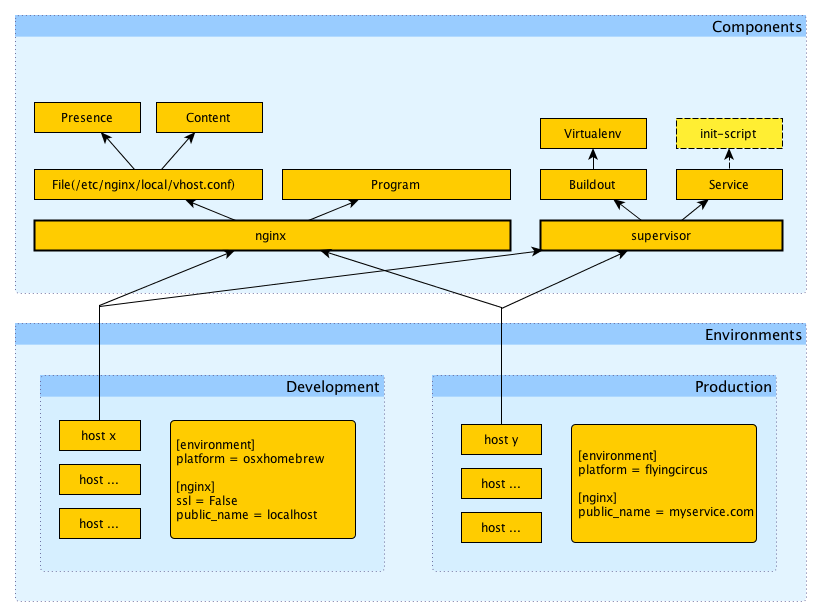 Components
Presence
Content
Virtualenv
init-script
File(/etc/nginx/local/vhost.conf)
Program
Buildout
Service
nginx
supervisor
Environments
Development
Production
host x
host ...
host ...
[environment]
platform = osxhomebrew
[nginx]
ssl = False
public_name = localhost
host y
host ...
host ...
[environment]
platform = flyingcircus
[nginx]
public_name = myservice.com